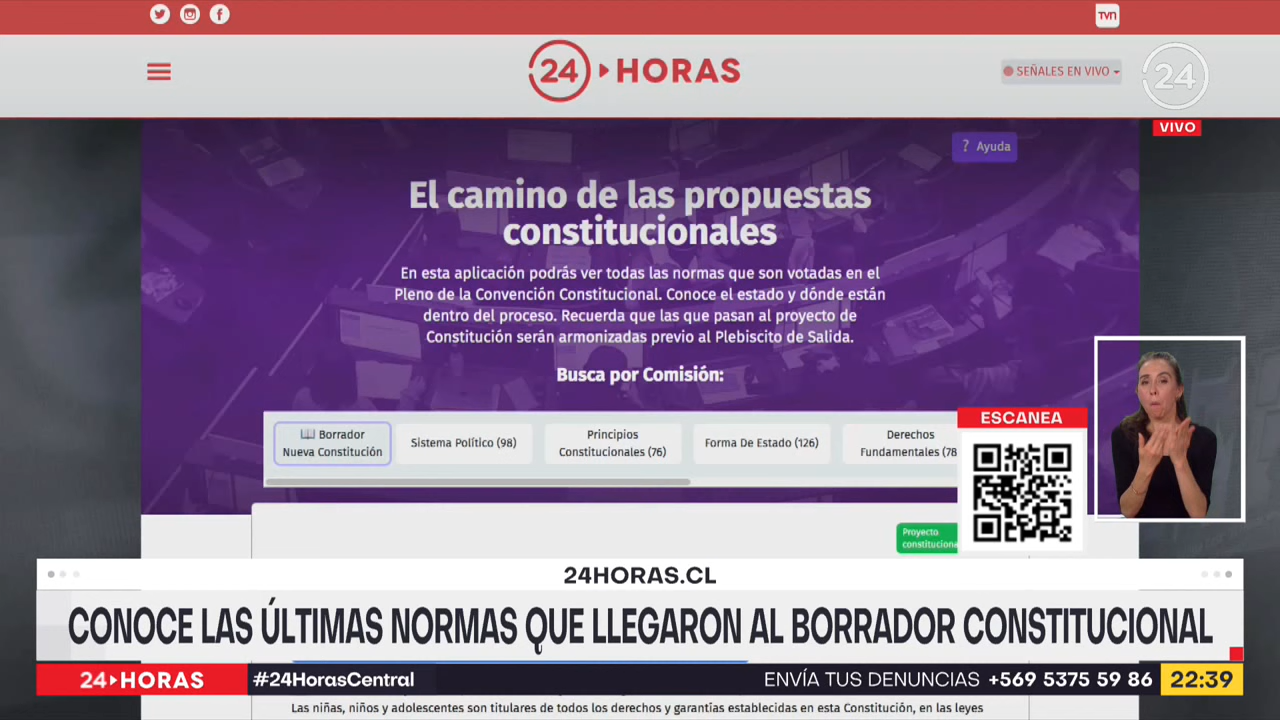 TVN
24 HORAS
SEÑALES EN VIVO
24
VIVO
? Ayuda
El camino de las propuestas
constitucionales
En esta aplicación podrás ver todas las normas que son votadas en el
Pleno de la Convención Constitucional. Conoce el estado y dónde están
dentro del proceso. Recuerda que las que pasan al proyecto de
Constitución serán armonizadas previo al Plebiscito de Salida.
Busca por Comisión:
Borrador
Nueva Constitución
Sistema Político (98)
Principios
Constitucionales (76)
Forma De Estado (126)
Derechos
Fundamentales (78
ESCANEA
Proyecto
constituciona
24HORAS.CL
CONOCE LAS ÚLTIMAS NORMAS QUE LLEGARON AL BORRADOR CONSTITUCIONAL
24 HORAS
#24HorasCentral
ENVÍA TUS DENUNCIAS +569 5375 59 86
22:39
Las niñas, niños y adolescentes son titulares de todos los derechos y garantías establecidas en esta Constitución, en las leyes